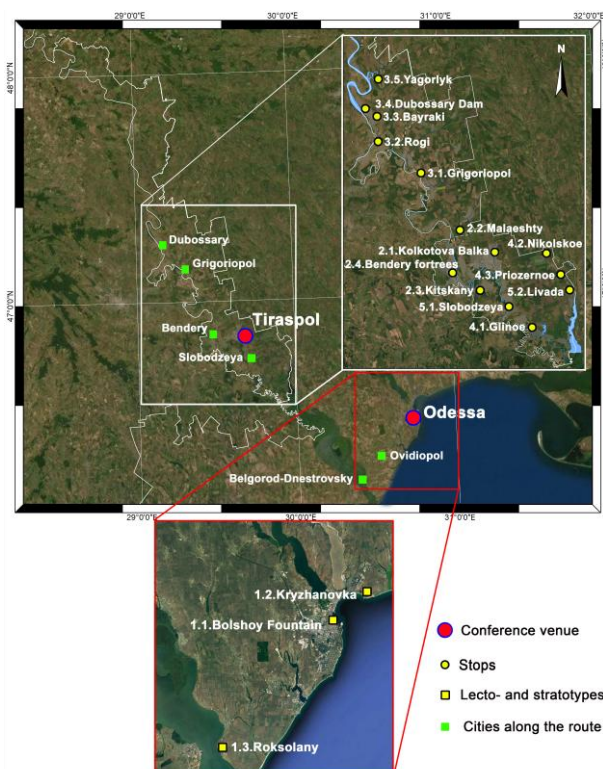 29°0'0"E
30°0'0"E
31°0'0"E
32°0'0"E
48°0'0"N
47°0'0"N
N
3.5.Yagorlyk
3.4.Dubossary Dam
3.3.Bayraki
3.2.Rogi
3.1.Grigoriopol
2.2.Malaeshty
2.1.Kolkotova Balka
4.2.Nikolskoe
2.4.Bendery fortrees
4.3.Priozernoe
2.3.Kitskany
5.2.Livada
5.1.Slobodzeya
4.1.Glinoe
Dubossary
Grigoriopol
Bendery
Tiraspol
Slobodzeya
Odessa
Ovidiopol
Belgorod-Dnestrovsky
29°0'0"E
30°0'0"E
31°0'0"E
1.2.Kryzhanovka
1.1.Bolshoy Fountain
1.3.Roksolany
Conference venue
Stops
Lecto- and stratotypes
Cities along the route